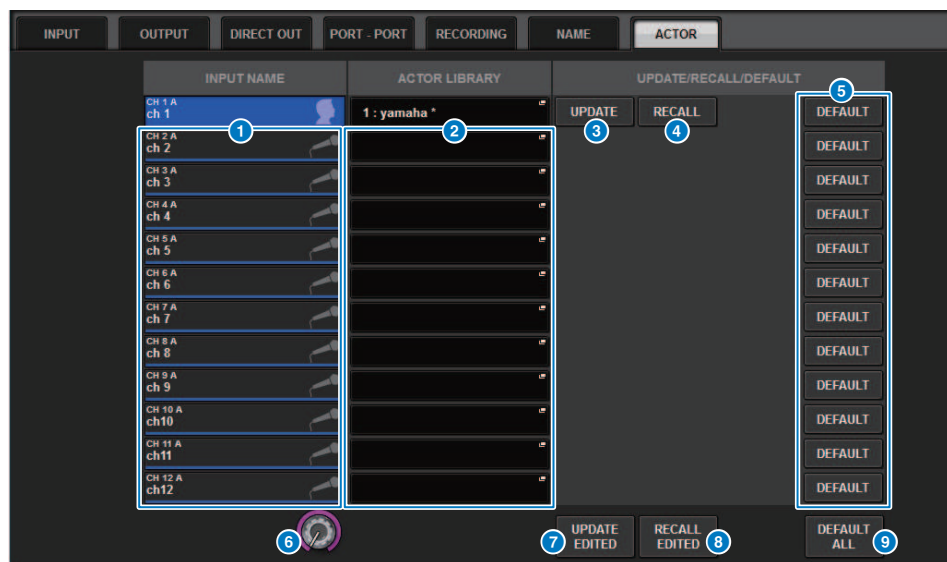 INPUT OUTPUT DIRECT OUT PORT - PORT RECORDING NAME ACTOR
INPUT NAME ACTOR LIBRARY UPDATE/RECALL/DEFAULT
5
CH 1 A
ch 1 1 : yamaha * UPDATE RECALL DEFAULT
1 2 3 4
CH 2 A
ch 2 DEFAULT
CH 3 A
ch 3 DEFAULT
CH 4 A
ch 4 DEFAULT
CH 5 A
ch 5 DEFAULT
CH 6 A
ch 6 DEFAULT
CH 7 A
ch 7 DEFAULT
CH 8 A
ch 8 DEFAULT
CH 9 A
ch 9 DEFAULT
CH 10 A
ch10 DEFAULT
CH 11 A
ch11 DEFAULT
CH 12 A
ch12 DEFAULT
6 7 UPDATE EDITED RECALL EDITED 8 DEFAULT ALL 9